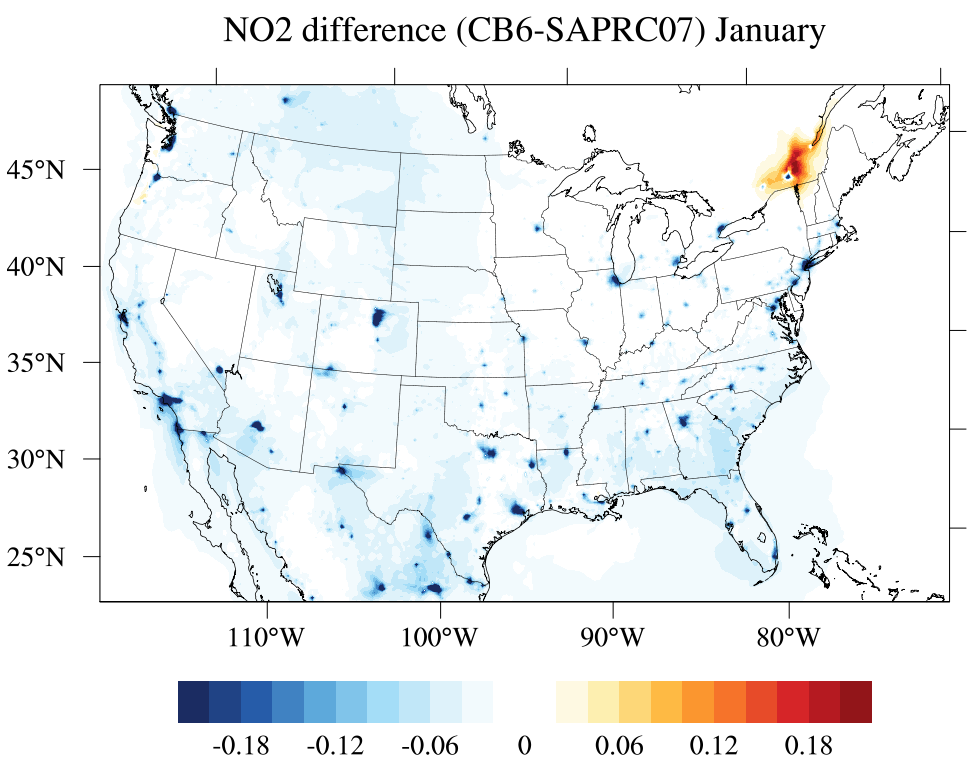 NO2 difference (CB6-SAPRC07) January
45°N
40°N
35°N
30°N
25°N
110°W 100°W 90°W 80°W
-0.18 -0.12 -0.06 0 0.06 0.12 0.18